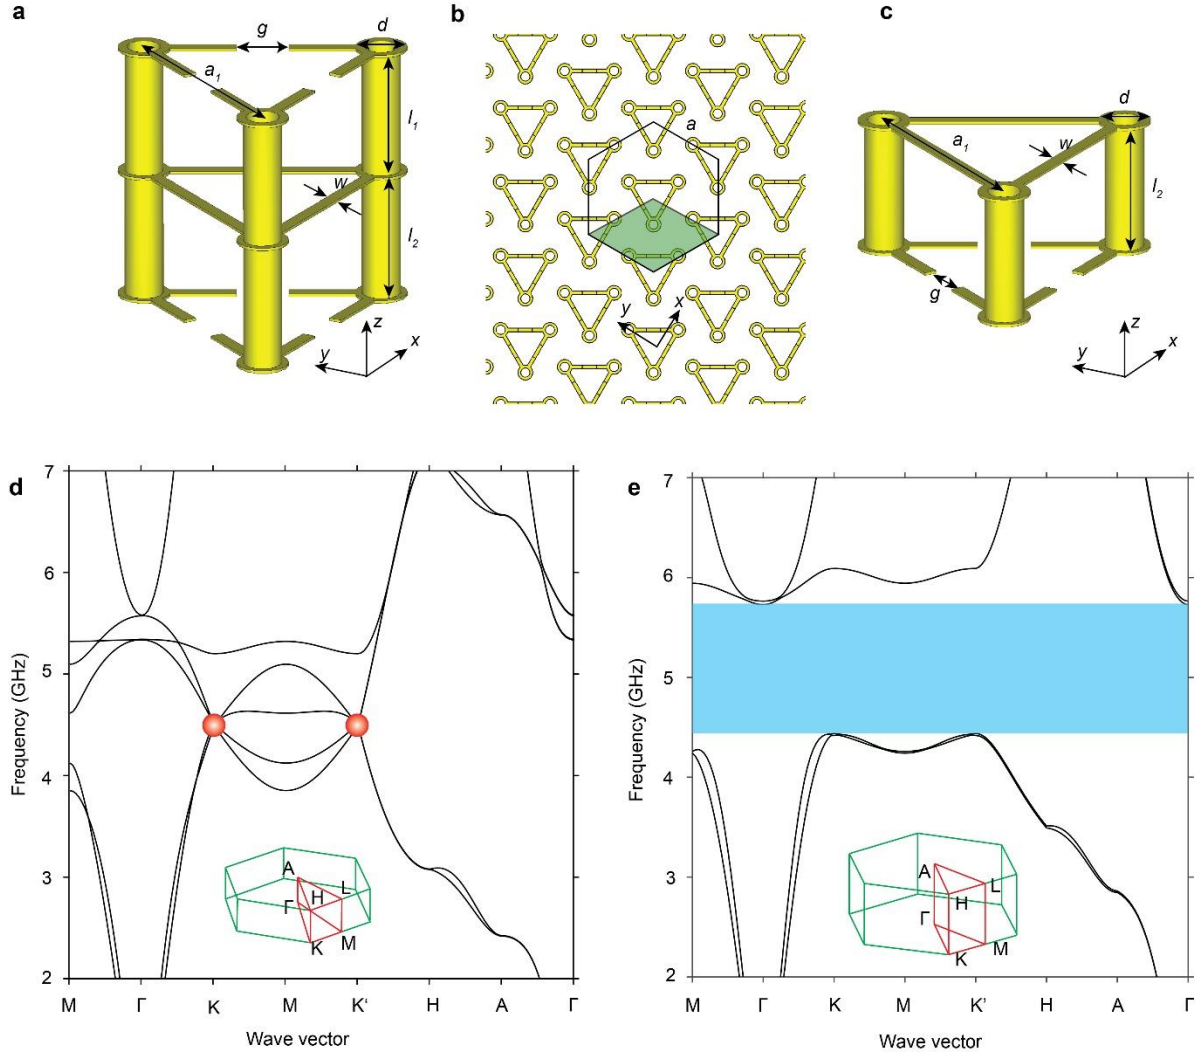 a
g
d
a1
l1
w
l2
z
x
y
b
a
x
y
c
d
a1
w
l2
g
z
x
y
d
7
6
5
4
3
2
Frequency (GHz)
A
L
H
Γ
M
K
M Γ K M K‘ H A Γ
Wave vector
e
7
6
5
4
3
2
Frequency (GHz)
A
L
H
Γ
M
K
M Γ K M K’ H A Γ
Wave vector